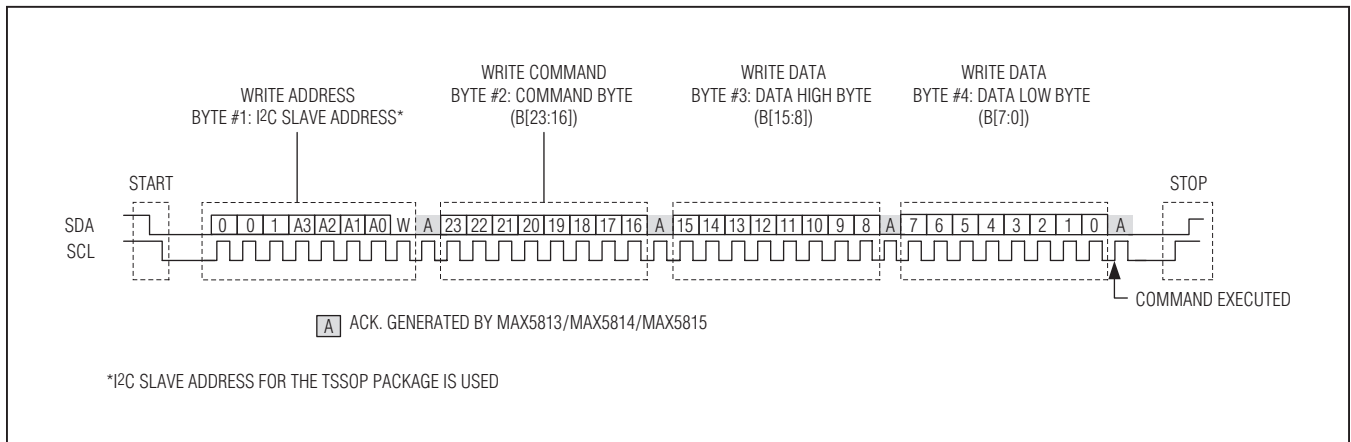 WRITE ADDRESS
BYTE #1: I2C SLAVE ADDRESS*
WRITE COMMAND
BYTE #2: COMMAND BYTE
(B[23:16])
WRITE DATA
BYTE #3: DATA HIGH BYTE
(B[15:8])
WRITE DATA
BYTE #4: DATA LOW BYTE
(B[7:0])
START
STOP
SDA
0 0 1 A3 A2 A1 A0 W A 23 22 21 20 19 18 17 16 A 15 14 13 12 11 10 9 8 A 7 6 5 4 3 2 1 0 A
SCL
COMMAND EXECUTED
A ACK. GENERATED BY MAX5813/MAX5814/MAX5815
*I2C SLAVE ADDRESS FOR THE TSSOP PACKAGE IS USED